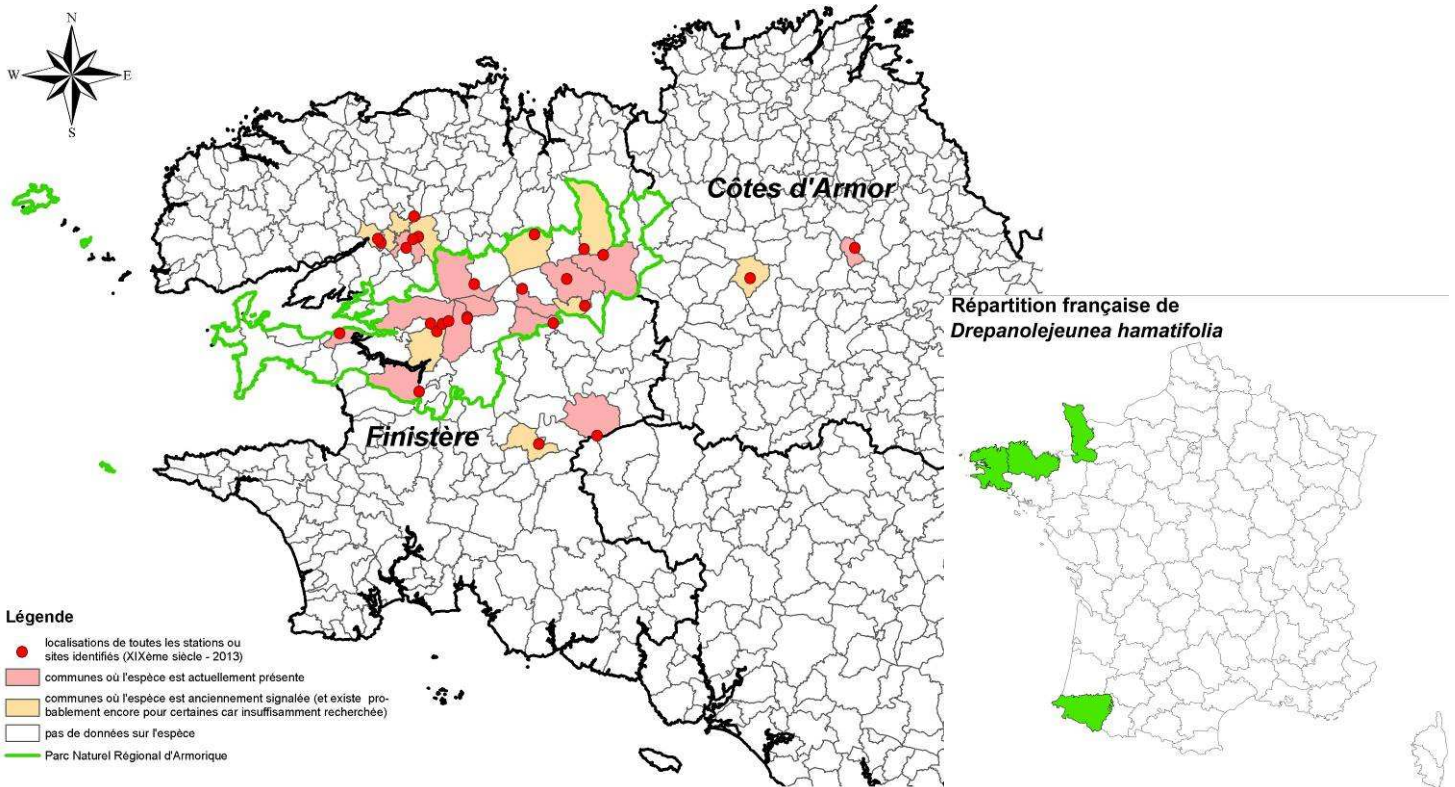 N
W
E
S
Côtes d'Armor
Finistère
Répartition française de
Drepanolejeunea hamatifolia
Légende
localisations de toutes les stations ou
sites identifiés (XIXème siècle - 2013)
communes où l'espèce est actuellement présente
communes où l'espèce est anciennement signalée (et existe pro-
bablement encore pour certaines car insuffisamment recherchée)
pas de données sur l'espèce
Parc Naturel Régional d'Armorique